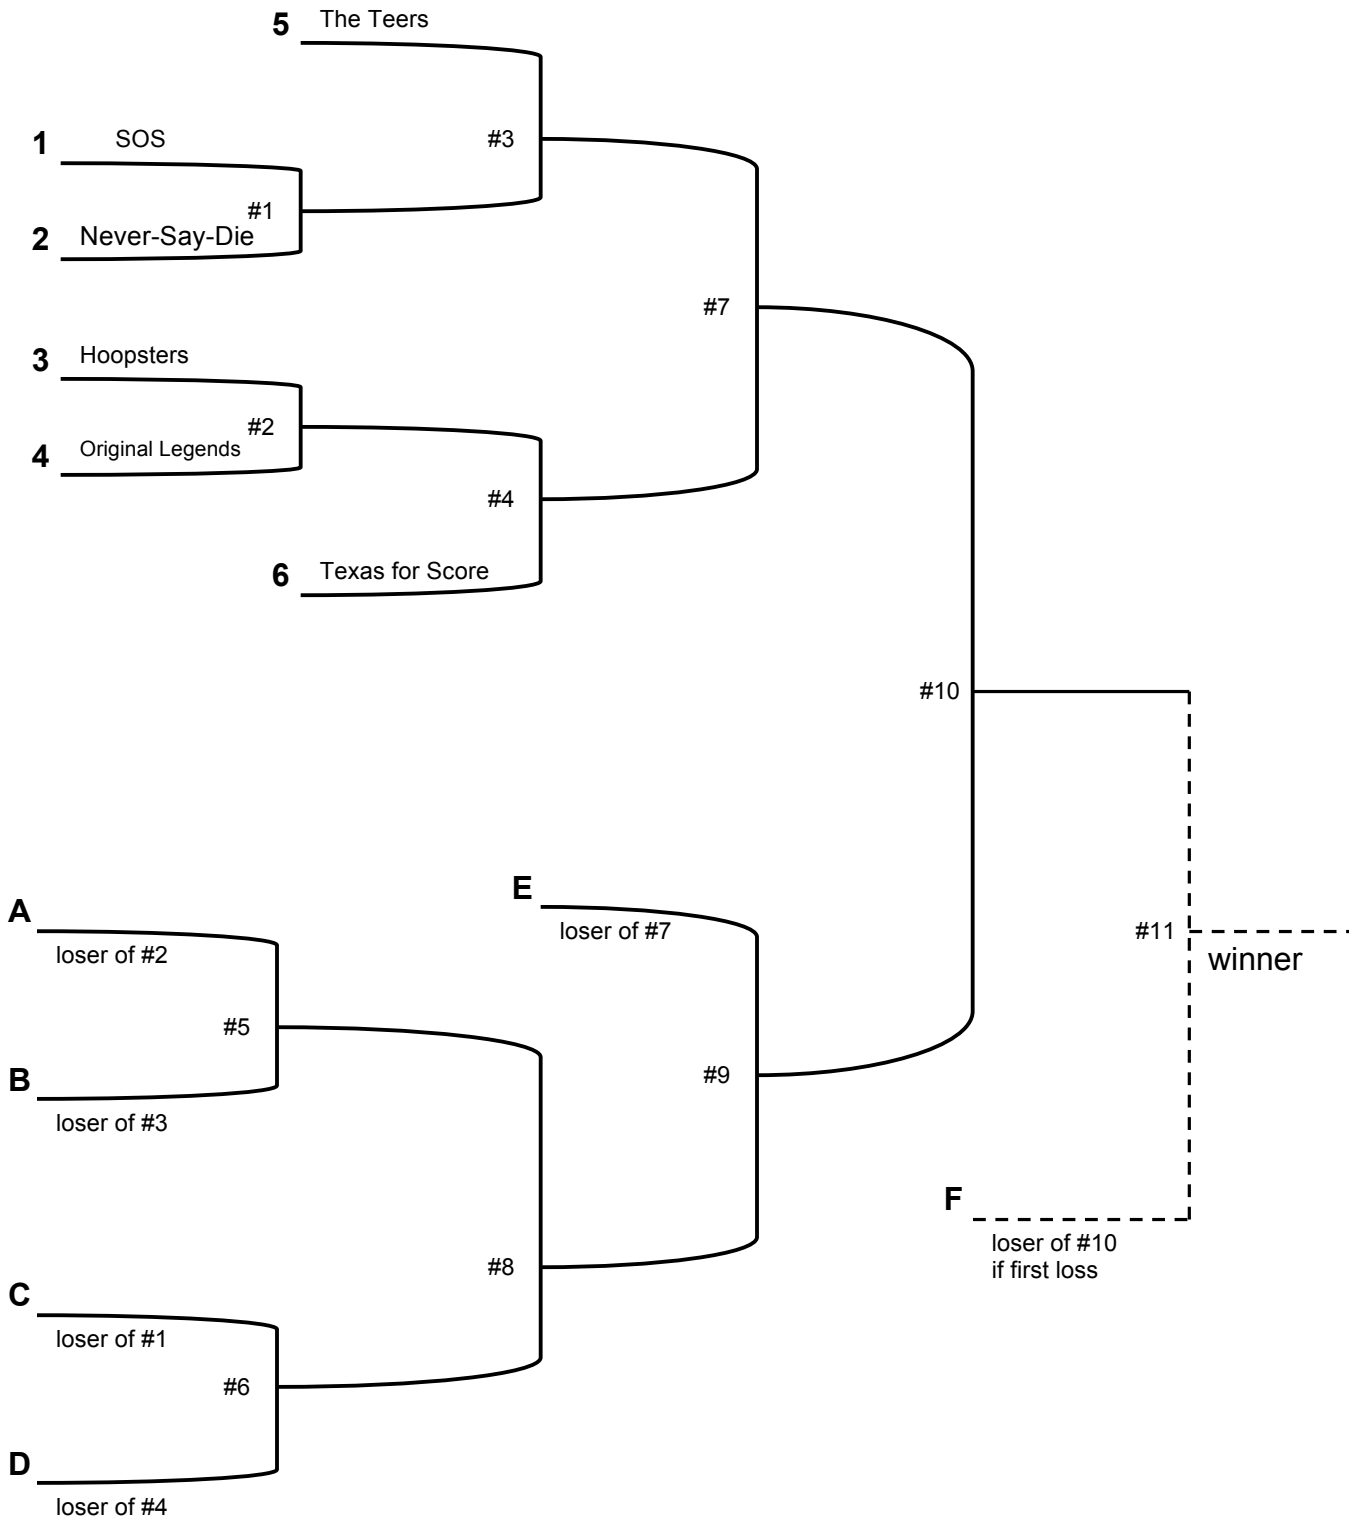 5 The Teers
1 SOS
#3
#1
2 Never-Say-Die
#7
3 Hoopsters
#2
4 Original Legends
#4
6 Texas for Score
#10
A
loser of #2
E
loser of #7
#11
winner
#5
B
loser of #3
#9
F
loser of #10
if first loss
#8
C
loser of #1
#6
D
loser of #4